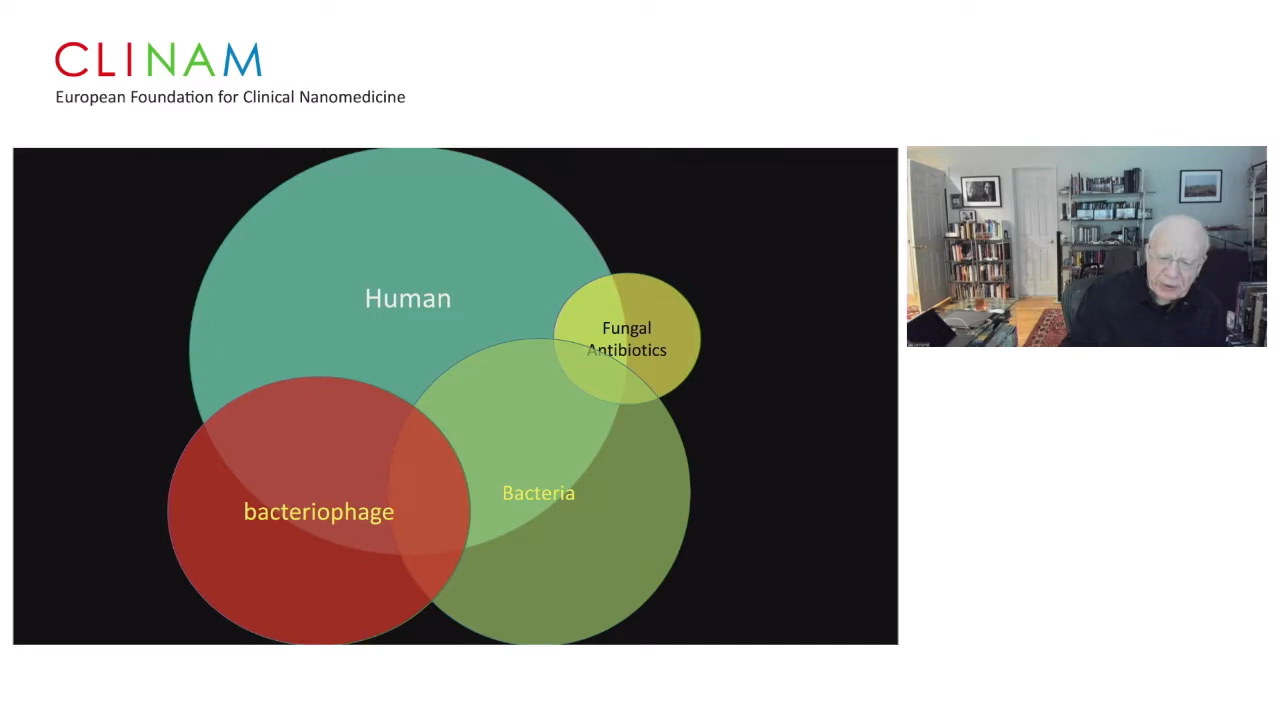 CLINAM
European Foundation for Clinical Nanomedicine
Human
Fungal
Antibiotics
Bacteria
bacteriophage